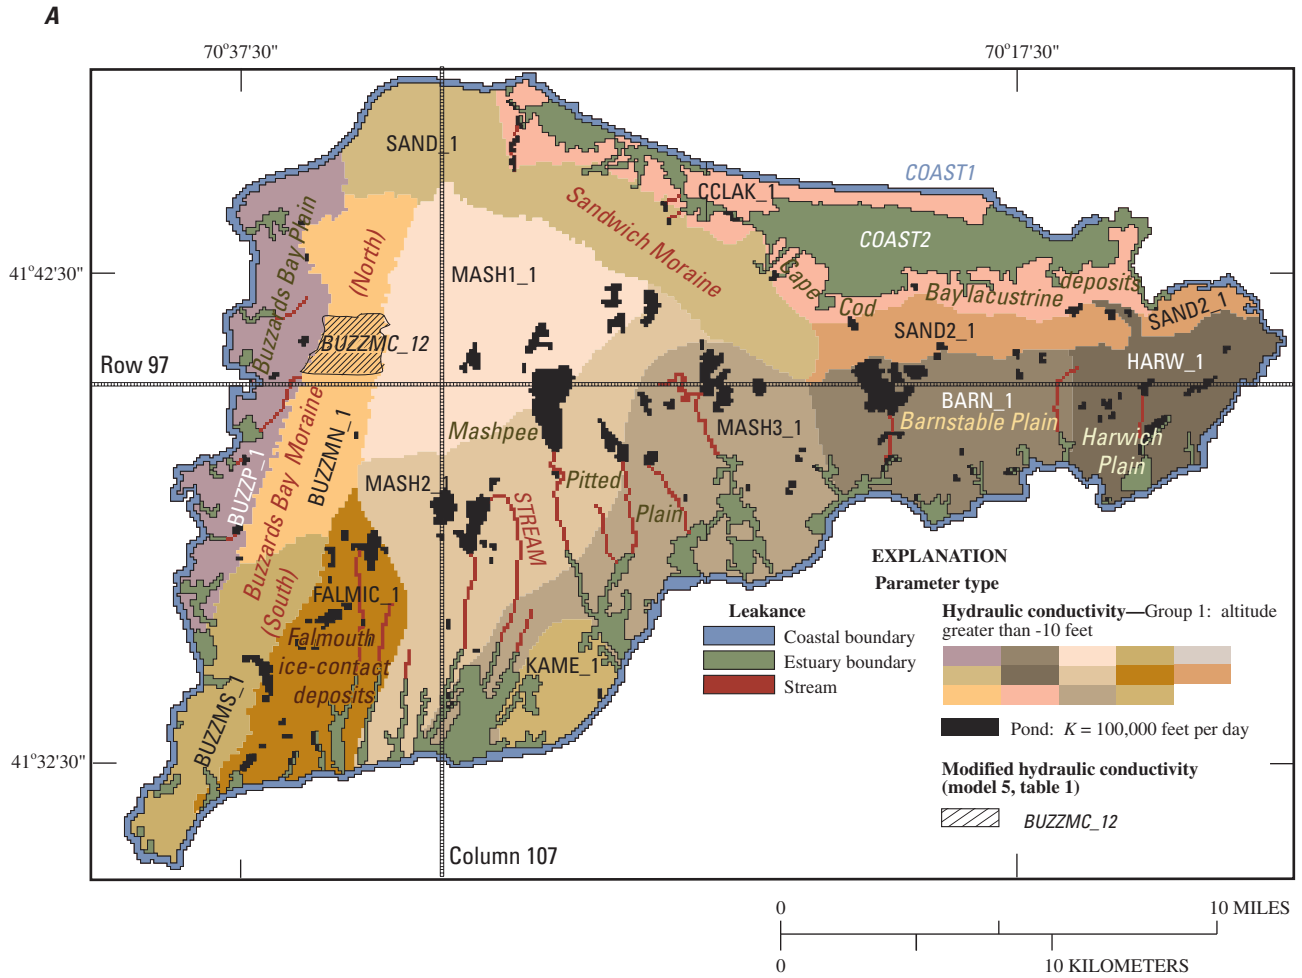 A
70°37'30"
70°17'30"
SAND_1
COAST1
CCLAK_1
Sandwich Moraine
COAST2
Buzzards Bay Plain
(North)
41°42'30"
MASH1_1
Cape
Cod
Bay lacustrine
deposits
SAND2_1
SAND2_1
BUZZMC_12
HARW_1
Row 97
BARN_1
Barnstable Plain
Mashpee
MASH3_1
Harwich
Plain
BUZZMN_1
Buzzards Bay Moraine
(South)
BUZZP_1
MASH2_1
Pitted
Plain
STREAM
FALMIC_1
Falmouth
ice-contact
deposits
KAME_1
BUZZMS_1
41°32'30"
Column 107
EXPLANATION
Parameter type
Leakance
Coastal boundary
Estuary boundary
Stream
Hydraulic conductivity—Group 1: altitude
greater than -10 feet
Pond: K = 100,000 feet per day
Modified hydraulic conductivity
(model 5, table 1)
BUZZMC_12
0
10 MILES
0
10 KILOMETERS